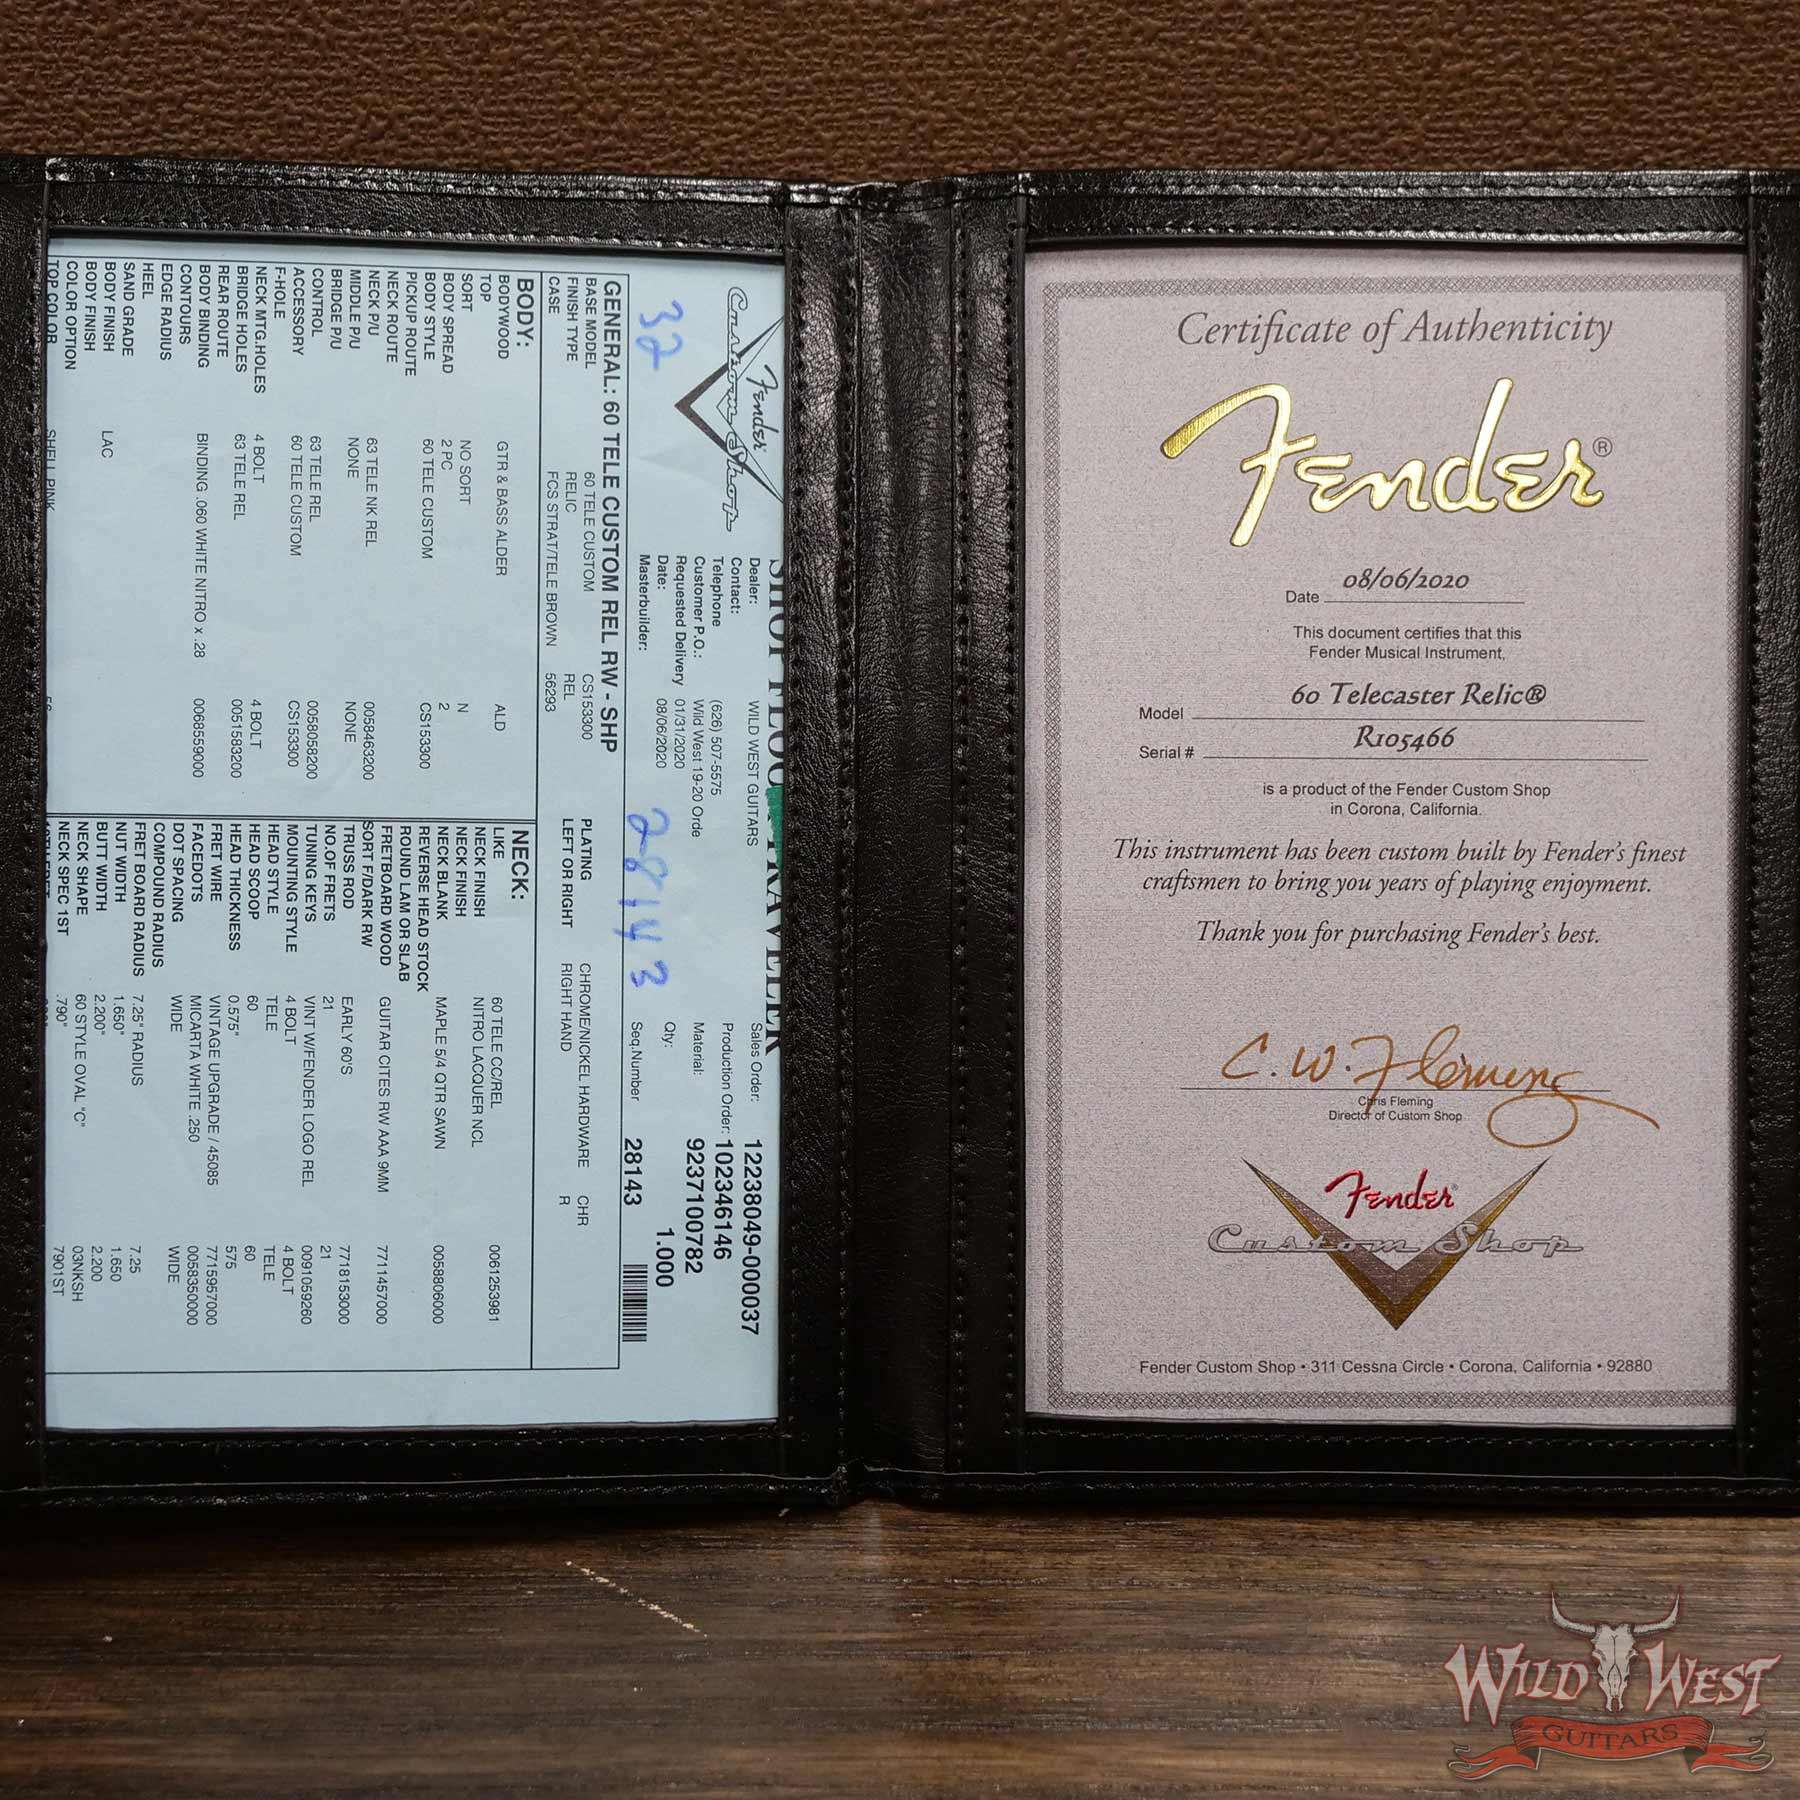 Fender
Custom Shop
32
Dealer: WILD WEST GUITARS
Contact:
Telephone (626) 507-5575
Customer P.O.: Wild West 19-20 Orde
Requested Delivery 01/31/2020
Date: 08/06/2020
Masterbuilder:
28143
Sales Order: 12238049-000037
Production Order: 102346146
Material: 9237100782
Qty: 1.000
Seq.Number 28143
GENERAL: 60 TELE CUSTOM REL RW - SHP
BASE MODEL 60 TELE CUSTOM CS153300
FINISH TYPE RELIC REL
CASE FCS STRAT/TELE BROWN 56293
PLATING CHROME/NICKEL HARDWARE CHR
LEFT OR RIGHT RIGHT HAND R
BODY:
BODYWOOD GTR & BASS ALDER ALD
TOP
SORT NO SORT N
BODY SPREAD 2 PC 2
BODY STYLE 60 TELE CUSTOM CS153300
PICKUP ROUTE
NECK ROUTE
NECK P/U 63 TELE NK REL 0058463200
MIDDLE P/U NONE NONE
BRIDGE P/U
CONTROL 63 TELE REL 0058058200
ACCESSORY 60 TELE CUSTOM CS153300
F-HOLE
NECK MTG.HOLES 4 BOLT 4 BOLT
BRIDGE HOLES 63 TELE REL 0051583200
REAR ROUTE
BODY BINDING BINDING .060 WHITE NITRO x .28 0068559000
CONTOURS
EDGE RADIUS
HEEL
SAND GRADE
BODY FINISH LAC
BODY FINISH
COLOR OPTION
TOP COLOR SHELL PINK
NECK:
LIKE 60 TELE CC/REL 0061253981
NECK FINISH NITRO LACQUER NCL
NECK FINISH
NECK BLANK MAPLE 5/4 QTR SAWN 0058806000
REVERSE HEAD STOCK
ROUND LAM OR SLAB
FRETBOARD WOOD GUITAR CITES RW AAA 9MM 7711457000
SORT F/DARK RW
TRUSS ROD EARLY 60'S 7718153000
NO.OF FRETS 21 21
TUNING KEYS VINT W/FENDER LOGO REL 0091059260
MOUNTING STYLE 4 BOLT 4 BOLT
HEAD STYLE TELE TELE
HEAD SCOOP 60 60
HEAD THICKNESS 0.575" 575
FRET WIRE VINTAGE UPGRADE / 45085 7715957000
FACEDOTS MICARTA WHITE .250 0058350000
DOT SPACING WIDE WIDE
COMPOUND RADIUS
FRET BOARD RADIUS 7.25" RADIUS 7.25
NUT WIDTH 1.650" 1.650
BUTT WIDTH 2.200" 2.200
NECK SHAPE 60 STYLE OVAL "C" 03NKSH
NECK SPEC 1ST .790" 7901ST
Certificate of Authenticity
Fender®
08/06/2020
Date
This document certifies that this
Fender Musical Instrument,
Model 60 Telecaster Relic®
Serial # R105466
is a product of the Fender Custom Shop
in Corona, California.
This instrument has been custom built by Fender's finest
craftsmen to bring you years of playing enjoyment.
Thank you for purchasing Fender's best.
C. W. Fleming
Chris Fleming
Director of Custom Shop
Fender
Custom Shop
Fender Custom Shop • 311 Cessna Circle • Corona, California • 92880
WILD WEST
GUITARS